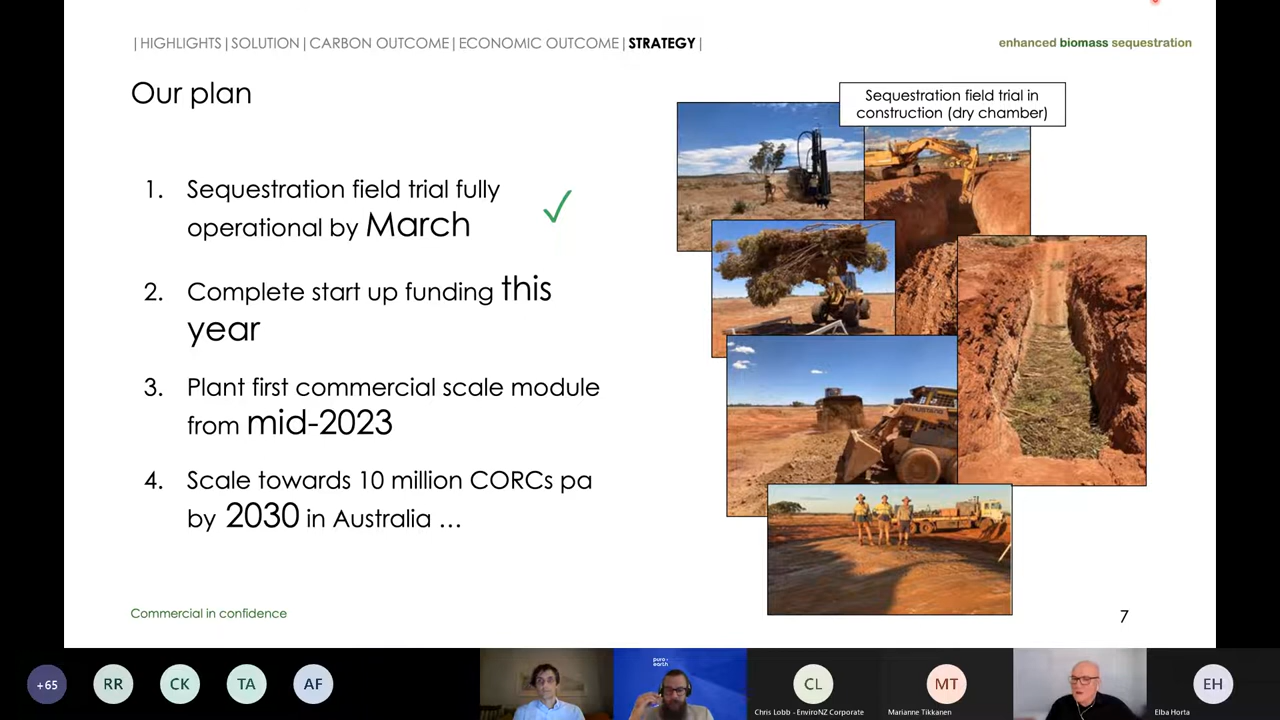 | HIGHLIGHTS | SOLUTION | CARBON OUTCOME | ECONOMIC OUTCOME | STRATEGY |
enhanced biomass sequestration
Our plan
1. Sequestration field trial fully
operational by March
2. Complete start up funding this
year
3. Plant first commercial scale module
from mid-2023
4. Scale towards 10 million CORCs pa
by 2030 in Australia ...
Sequestration field trial in
construction (dry chamber)
Commercial in confidence
7
+65
RR
CK
TA
AF
puro•
earth
CL
Chris Lobb - EnviroNZ Corporate
MT
Marianne Tikkanen
EH
Elba Horta